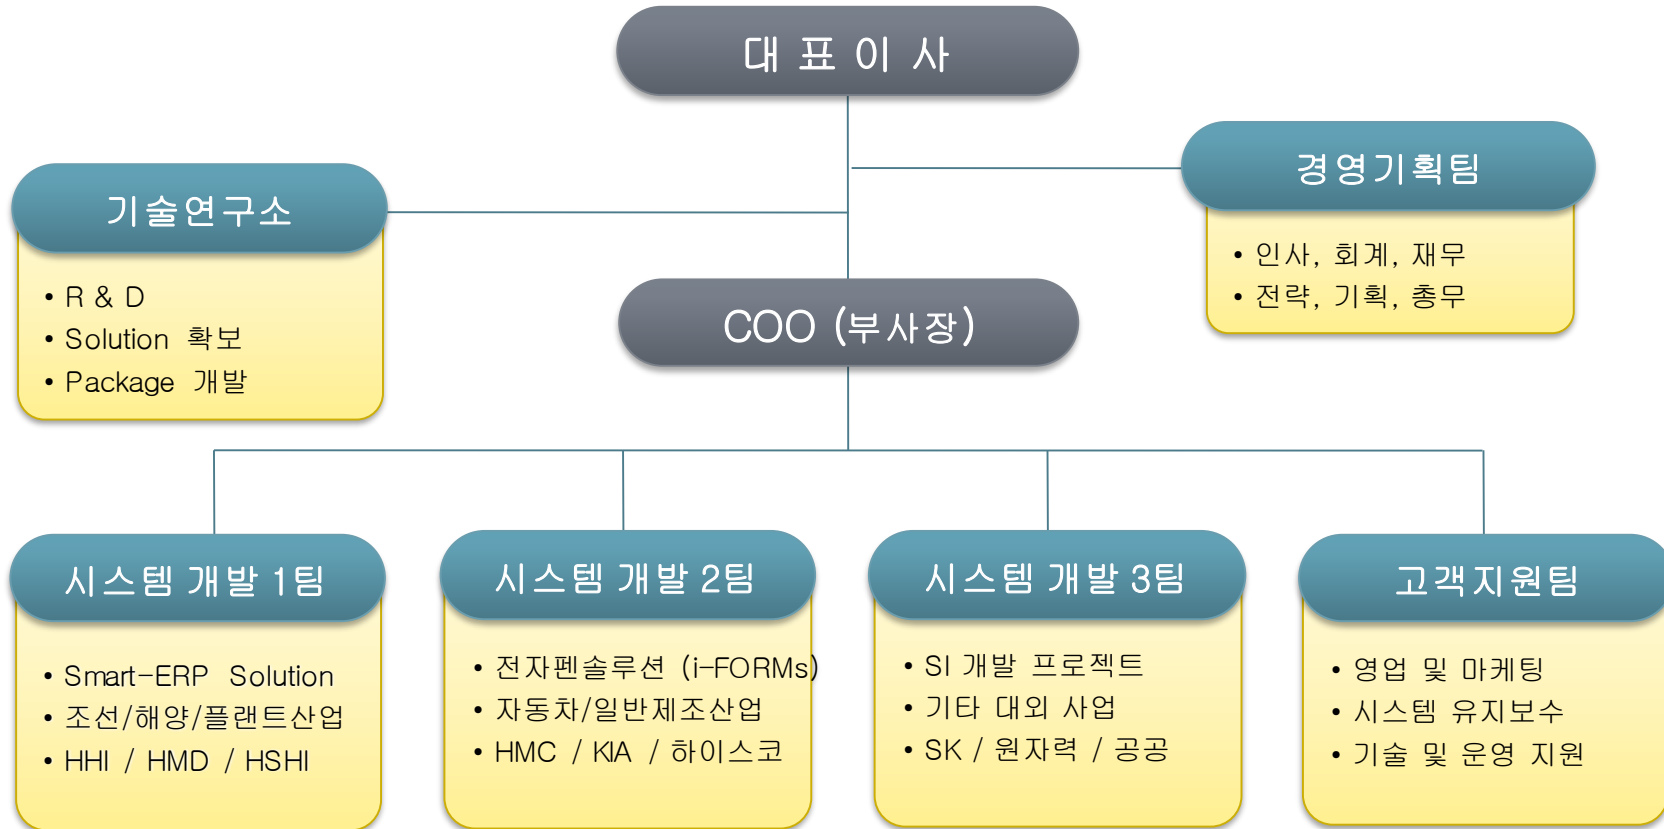 대 표 이 사
경영기획팀
• 인사, 회계, 재무
• 전략, 기획, 총무
기술연구소
• R & D
• Solution 확보
• Package 개발
COO (부사장)
시스템 개발 1팀
• Smart-ERP Solution
• 조선/해양/플랜트산업
• HHI / HMD / HSHI
시스템 개발 2팀
• 전자펜솔루션 (i-FORMs)
• 자동차/일반제조산업
• HMC / KIA / 하이스코
시스템 개발 3팀
• SI 개발 프로젝트
• 기타 대외 사업
• SK / 원자력 / 공공
고객지원팀
• 영업 및 마케팅
• 시스템 유지보수
• 기술 및 운영 지원